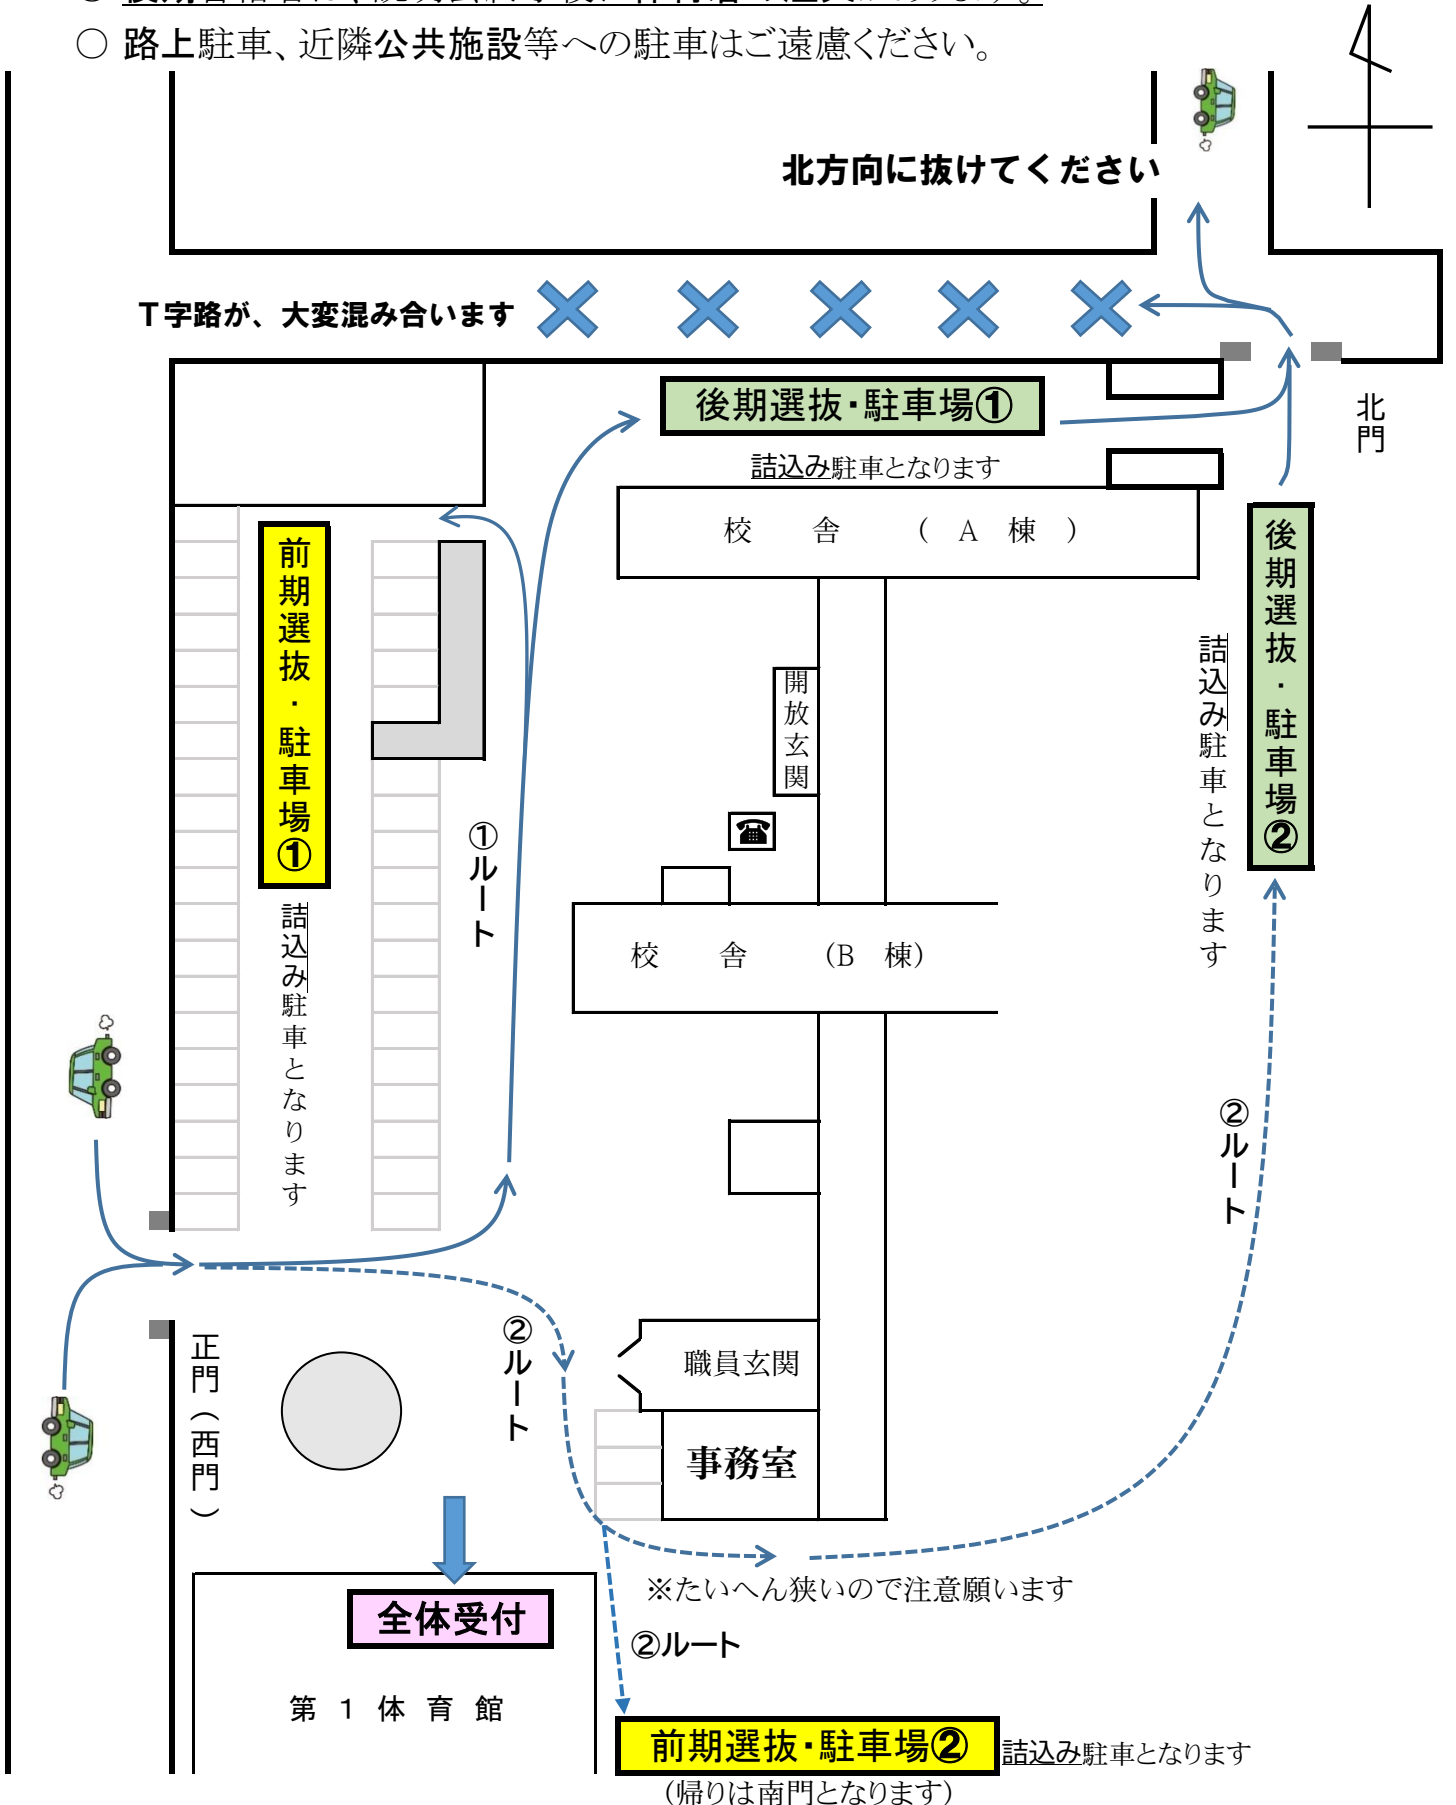 ○ 路上駐車、近隣公共施設等への駐車はご遠慮ください。
北方向に抜けてください
Ｔ字路が、大変混み合います
後期選抜・駐車場①
詰込み駐車となります
北門
校　舎　（　A　棟　）
前期選抜・駐車場①
詰込み駐車となります
後期選抜・駐車場②
詰込み駐車となります
開放玄関
①ルート
校　舎　（B　棟）
②ルート
正門（西門）
②ルート
職員玄関
事務室
※たいへん狭いので注意願います
全体受付
②ルート
第　１　体　育　館
前期選抜・駐車場②
詰込み駐車となります
（帰りは南門となります）